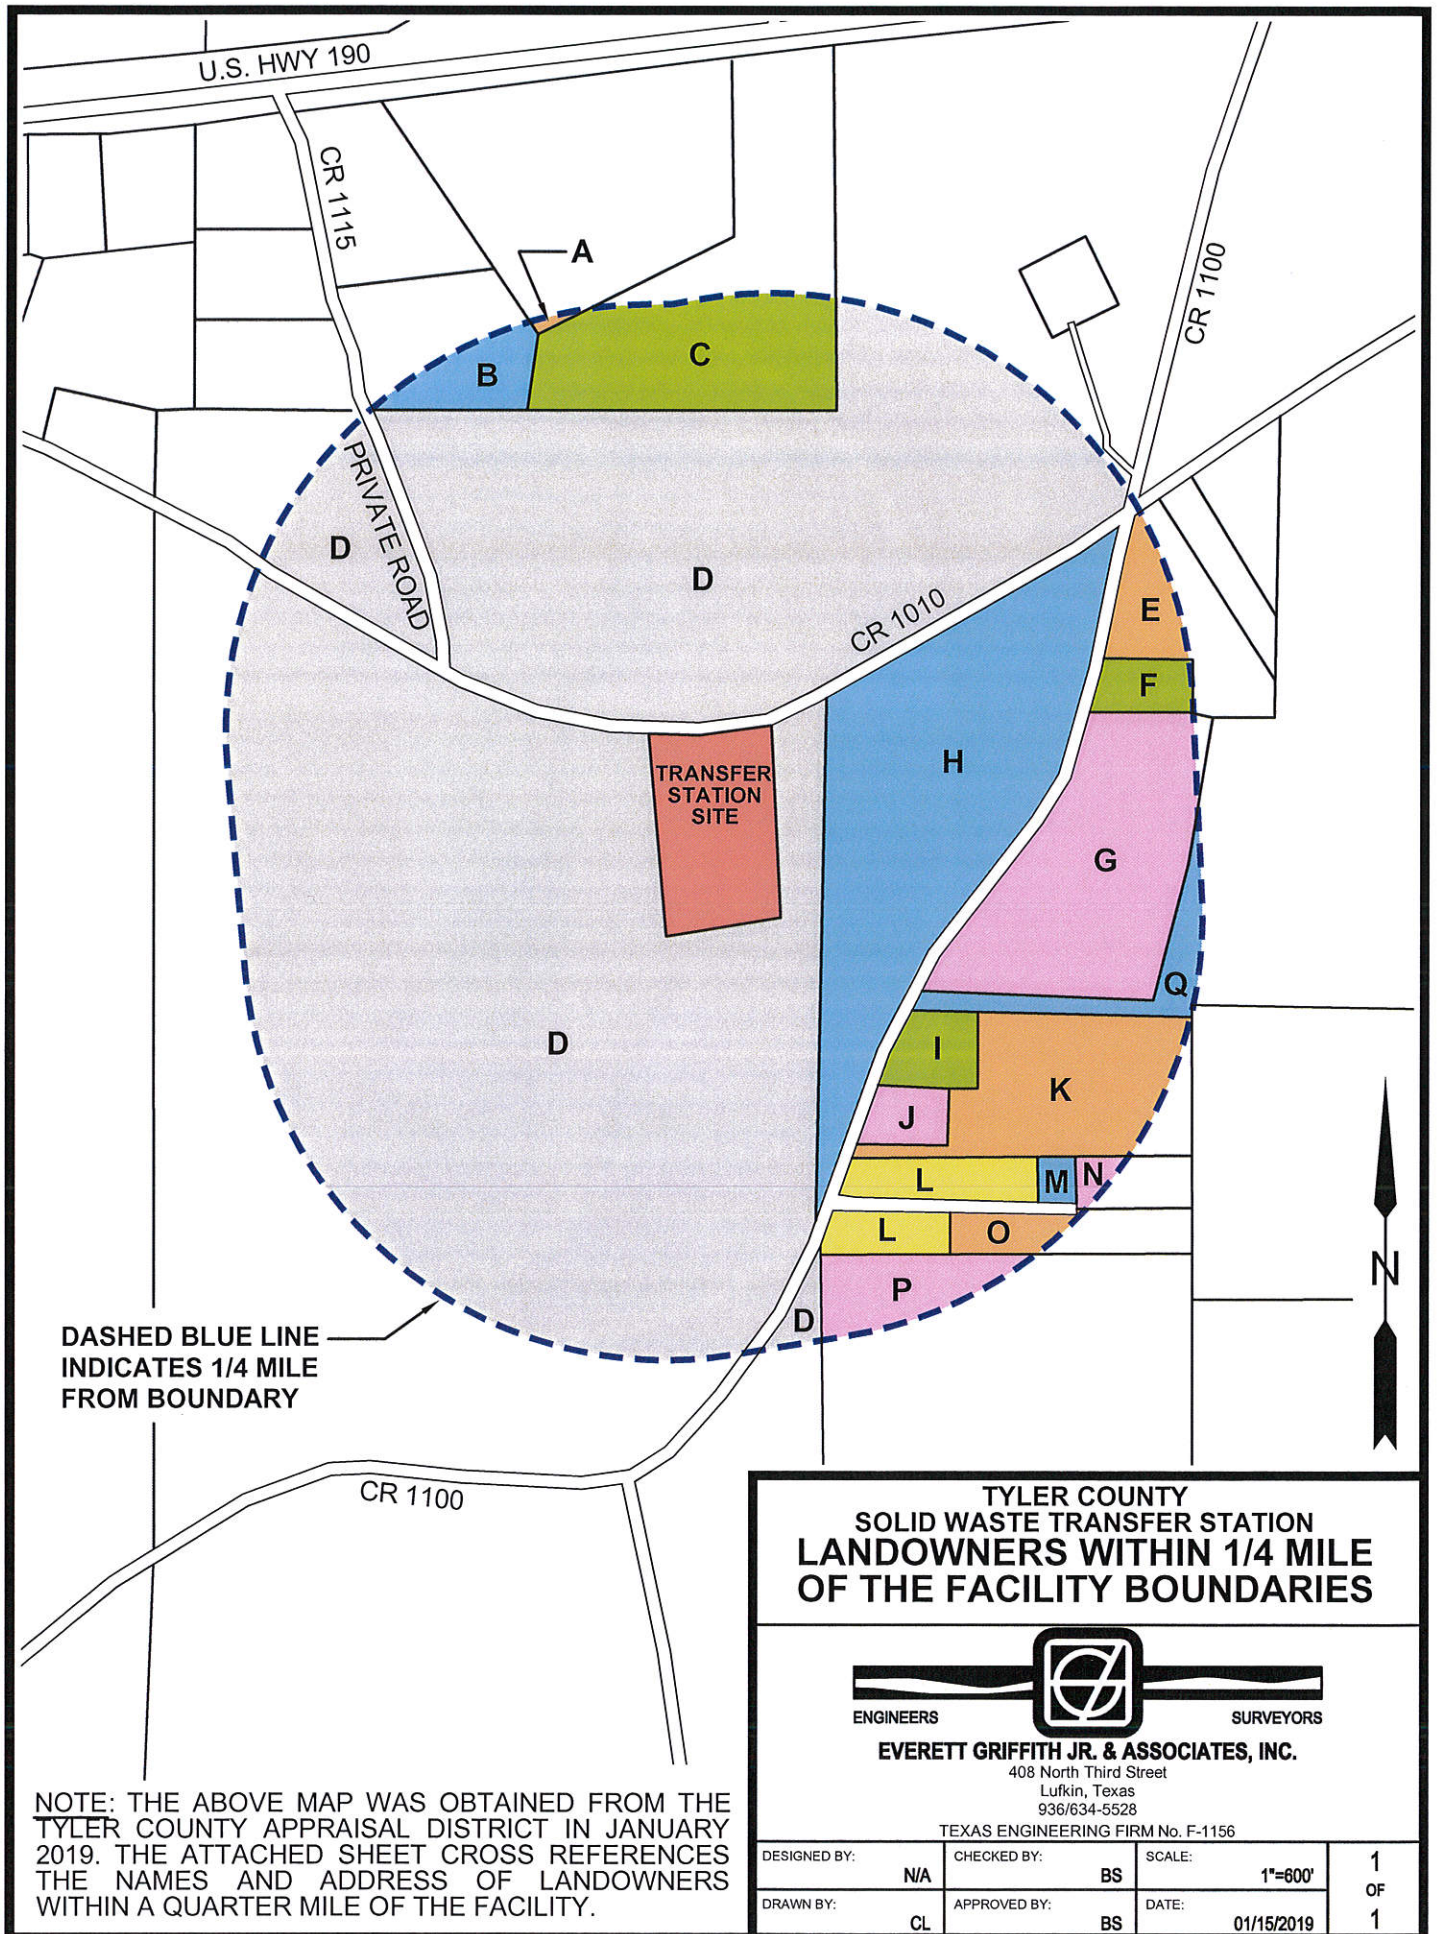 U.S. HWY 190
CR 1115
A
CR 1100
B
C
PRIVATE ROAD
D
D
CR 1010
E
F
H
TRANSFER
STATION
SITE
G
Q
D
I
K
J
L
M
N
L
O
P
D
N
DASHED BLUE LINE
INDICATES 1/4 MILE
FROM BOUNDARY
CR 1100
TYLER COUNTY
SOLID WASTE TRANSFER STATION
LANDOWNERS WITHIN 1/4 MILE
OF THE FACILITY BOUNDARIES
ENGINEERS
SURVEYORS
EVERETT GRIFFITH JR. & ASSOCIATES, INC.
408 North Third Street
Lufkin, Texas
936/634-5528
TEXAS ENGINEERING FIRM No. F-1156
DESIGNED BY: N/A
CHECKED BY: BS
SCALE: 1"=600'
DRAWN BY: CL
APPROVED BY: BS
DATE: 01/15/2019
1
OF
1
NOTE: THE ABOVE MAP WAS OBTAINED FROM THE
TYLER COUNTY APPRAISAL DISTRICT IN JANUARY
2019. THE ATTACHED SHEET CROSS REFERENCES
THE NAMES AND ADDRESS OF LANDOWNERS
WITHIN A QUARTER MILE OF THE FACILITY.